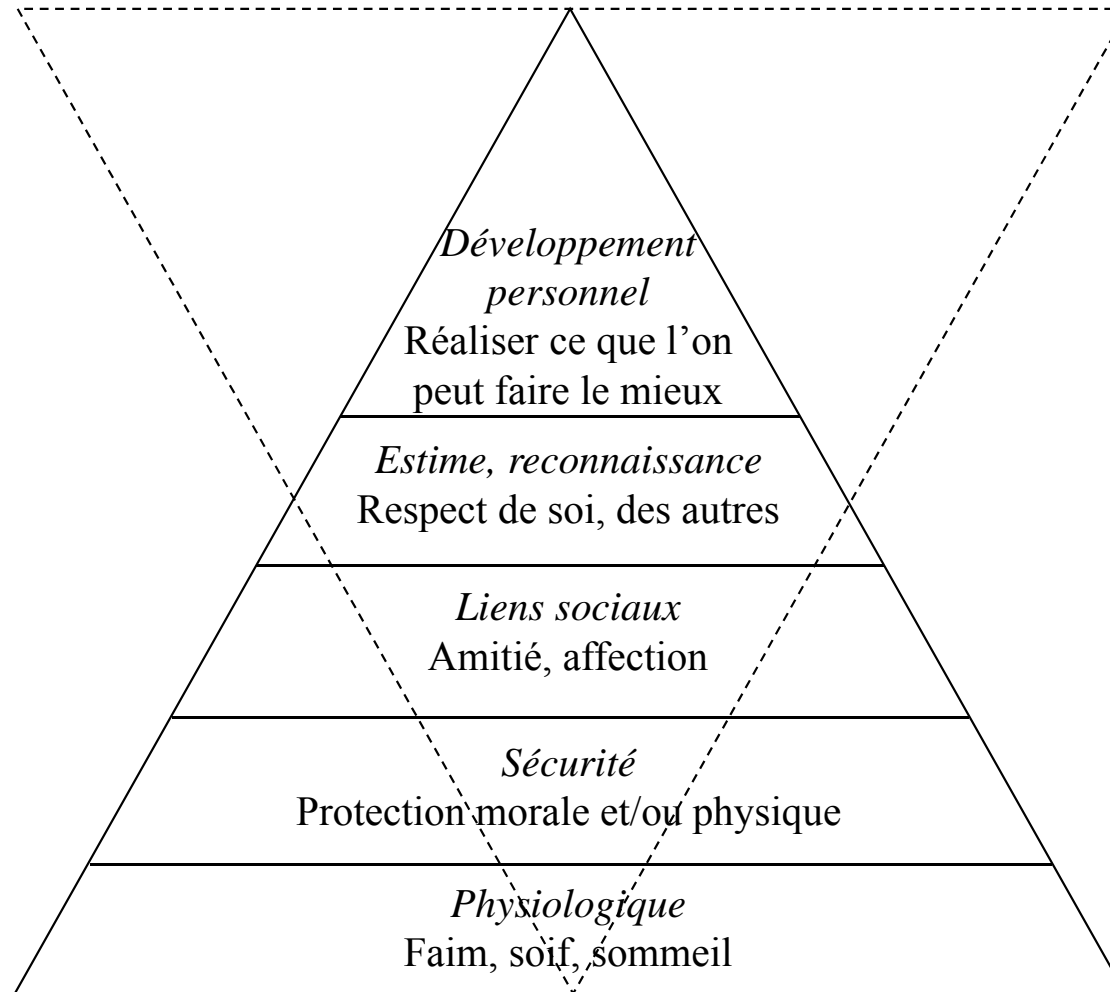 Développement
personnel
Réaliser ce que l’on
peut faire le mieux
Estime, reconnaissance
Respect de soi, des autres
Liens sociaux
Amitié, affection
Sécurité
Protection morale et/ou physique
Physiologique
Faim, soif, sommeil